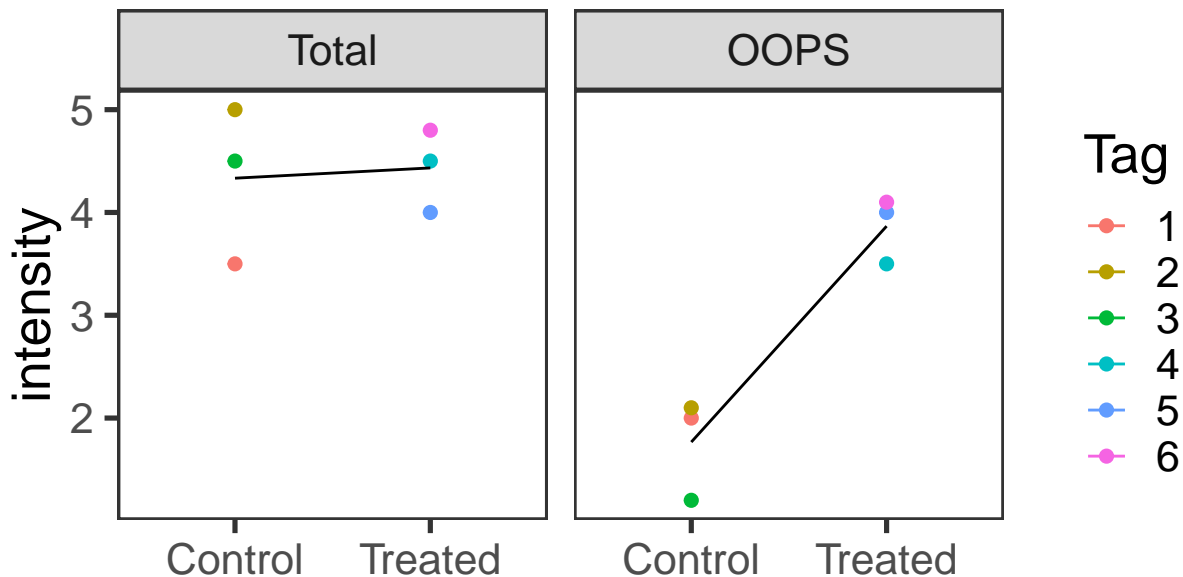 Total
OOPS
intensity
5
4
3
2
Control
Treated
Control
Treated
Tag
1
2
3
4
5
6